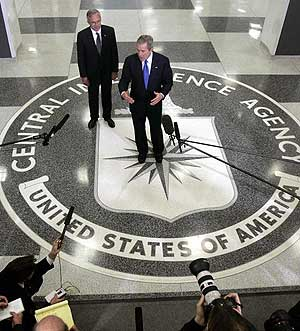 CENTRAL INTELLIGENCE AGENCY
UNITED STATES OF AMERICA